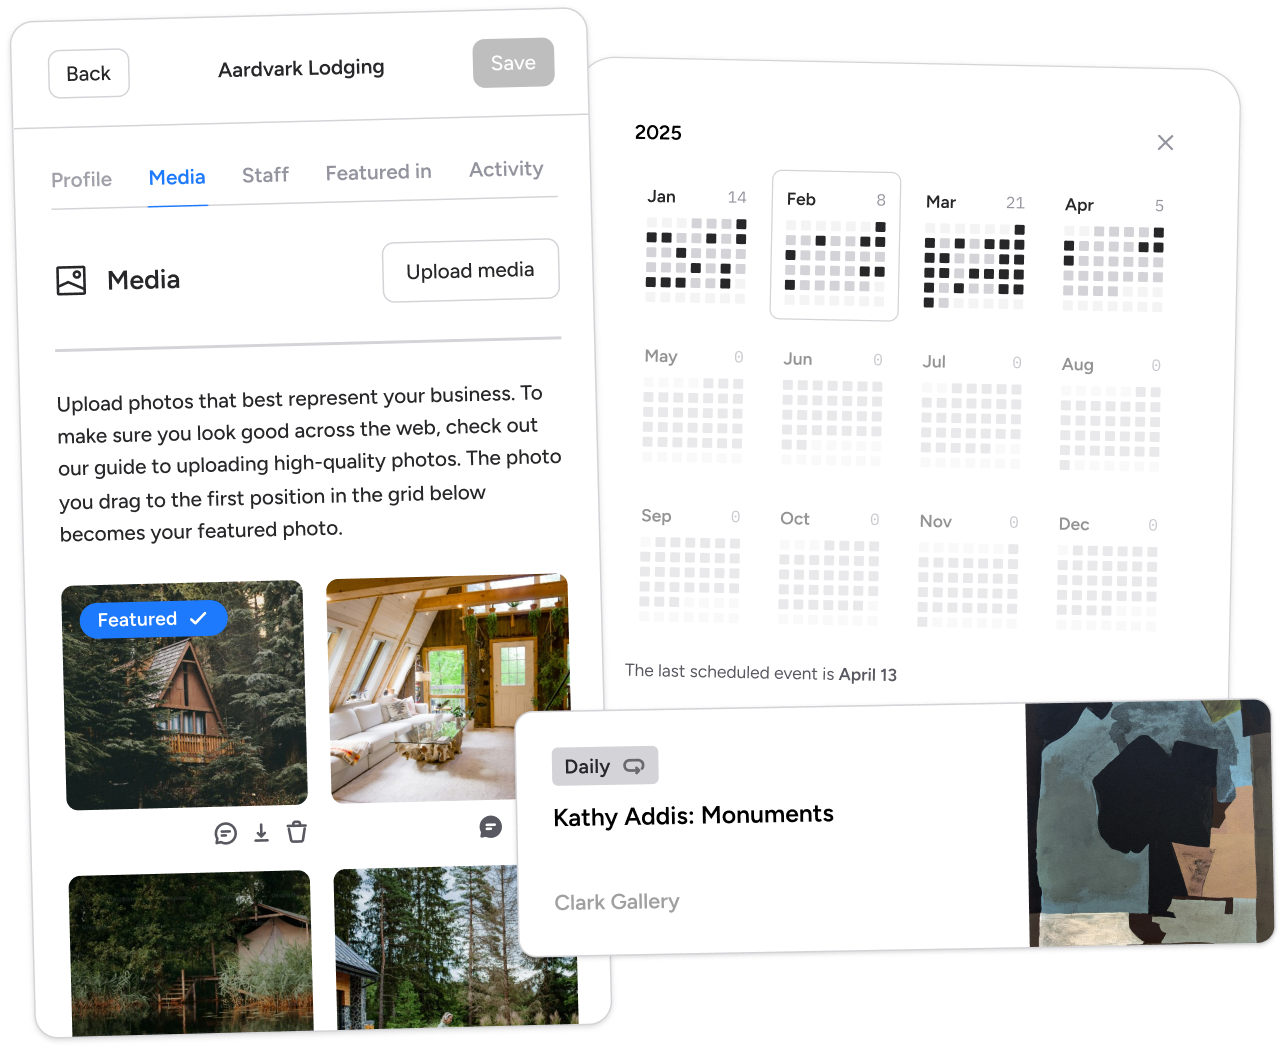 Back
Aardvark Lodging
Save
Profile
Media
Staff
Featured in
Activity
Media
Upload media
Upload photos that best represent your business. To
make sure you look good across the web, check out
our guide to uploading high-quality photos. The photo
you drag to the first position in the grid below
becomes your featured photo.
Featured
2025
Jan 14
Feb 8
Mar 21
Apr 5
May 0
Jun 0
Jul 0
Aug 0
Sep 0
Oct 0
Nov 0
Dec 0
The last scheduled event is April 13
Daily
Kathy Addis: Monuments
Clark Gallery